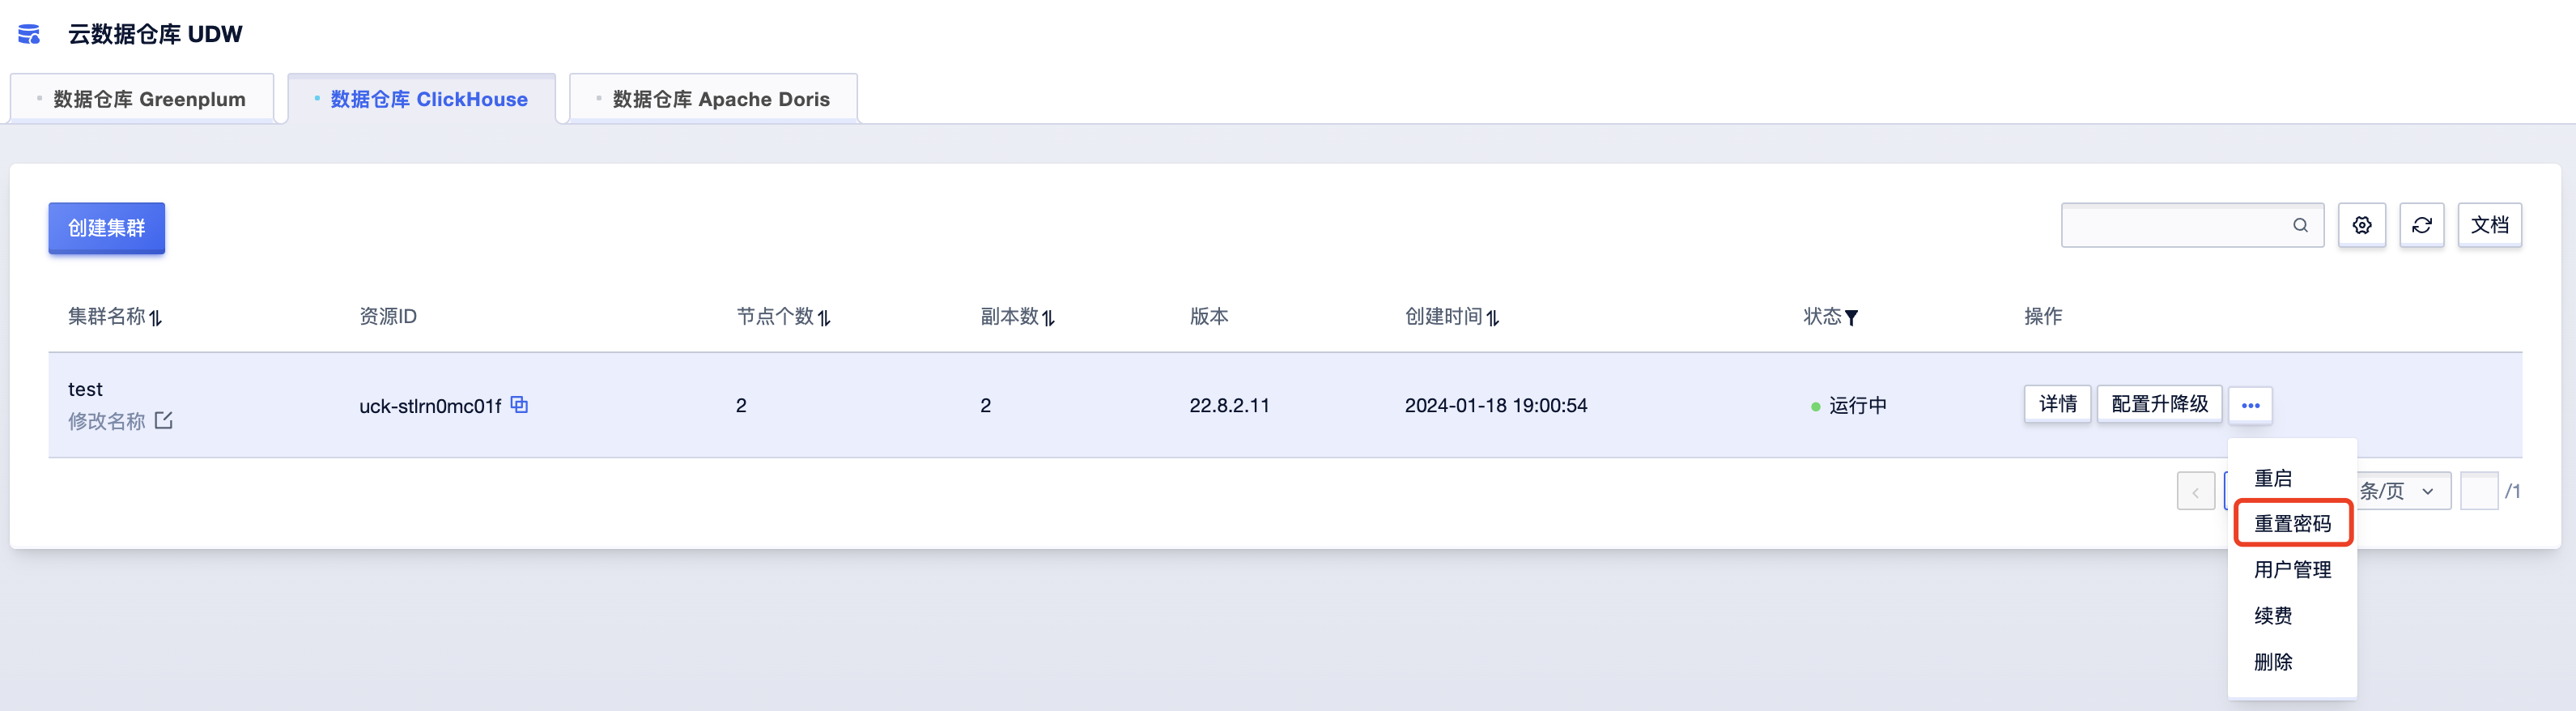 云数据仓库 UDW
数据仓库 Greenplum
数据仓库 ClickHouse
数据仓库 Apache Doris
创建集群
文档
集群名称 资源ID 节点个数 副本数 版本 创建时间 状态 操作
test
修改名称
uck-stlrn0mc01f 2 2 22.8.2.11 2024-01-18 19:00:54 运行中 详情 配置升降级
重启
重置密码
用户管理
续费
删除
条/页 /1